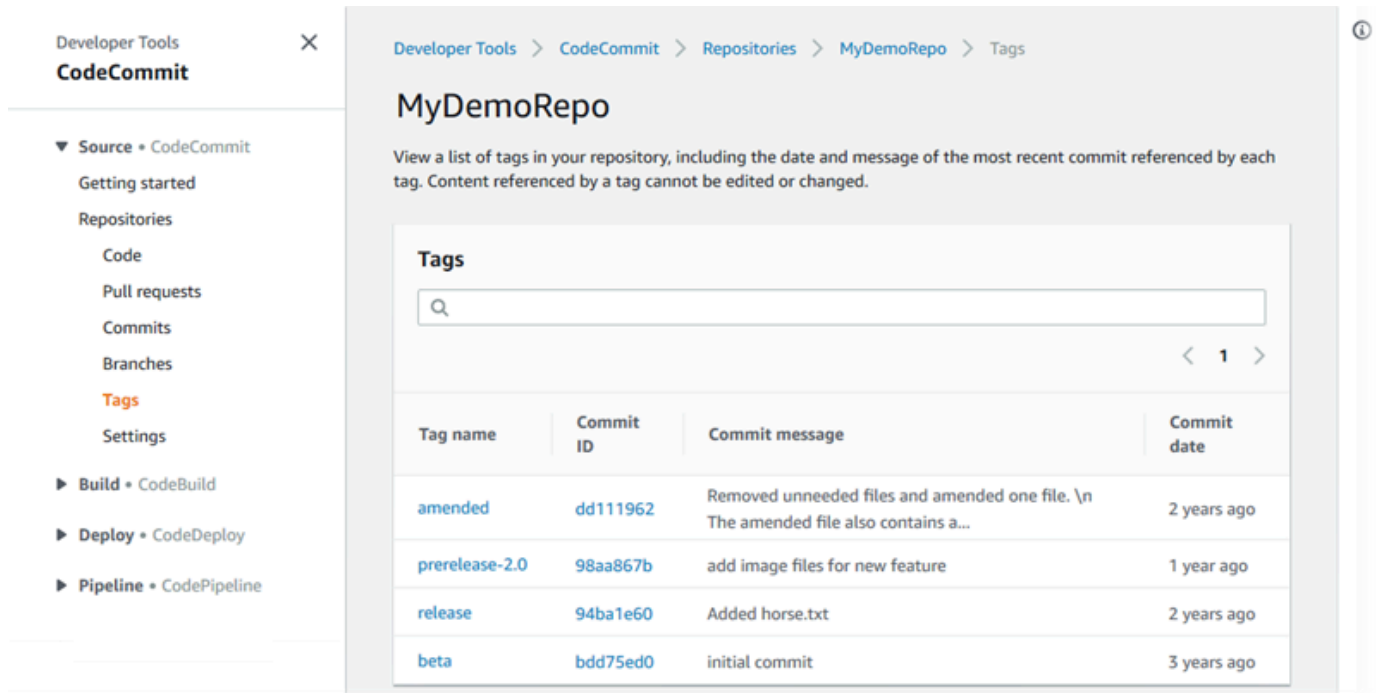 Developer Tools
CodeCommit
Source • CodeCommit
Getting started
Repositories
Code
Pull requests
Commits
Branches
Tags
Settings
Build • CodeBuild
Deploy • CodeDeploy
Pipeline • CodePipeline
Developer Tools > CodeCommit > Repositories > MyDemoRepo > Tags
MyDemoRepo
View a list of tags in your repository, including the date and message of the most recent commit referenced by each
tag. Content referenced by a tag cannot be edited or changed.
Tags
< 1 >
Tag name Commit ID Commit message Commit date
amended dd111962 Removed unneeded files and amended one file. \n
The amended file also contains a... 2 years ago
prerelease-2.0 98aa867b add image files for new feature 1 year ago
release 94ba1e60 Added horse.txt 2 years ago
beta bdd75ed0 initial commit 3 years ago